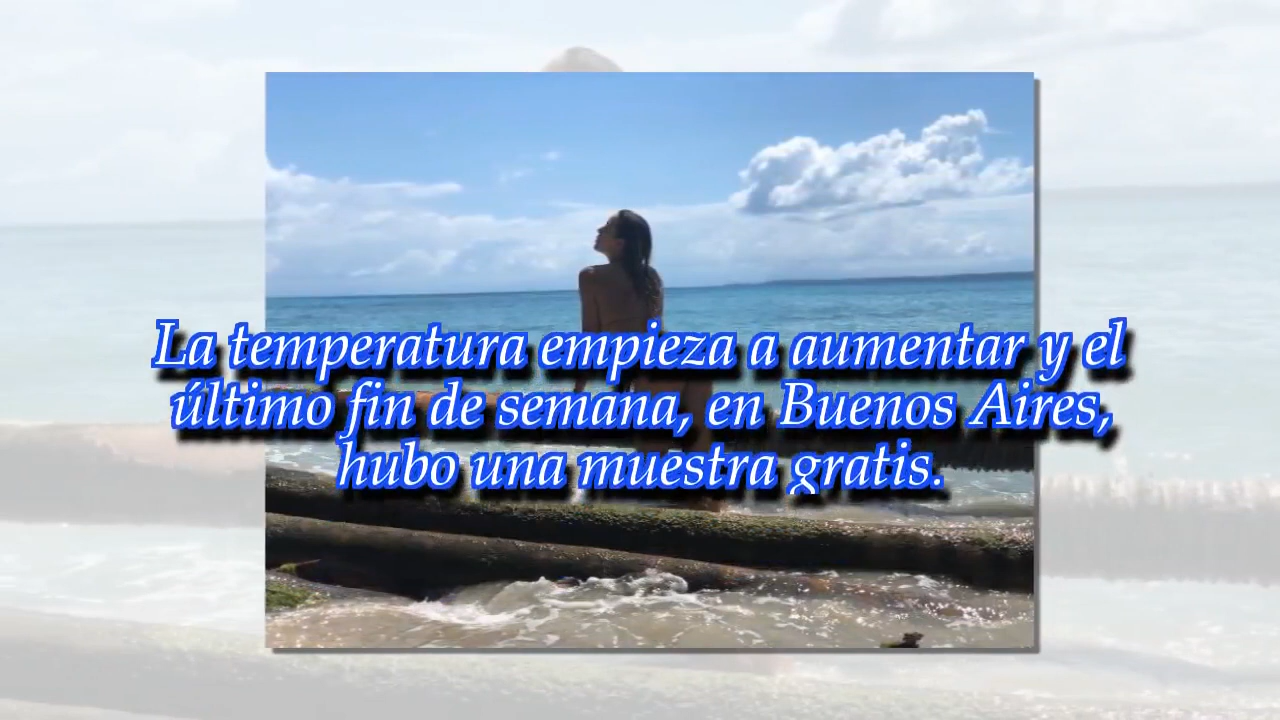 La temperatura empieza a aumentar y el
último fin de semana, en Buenos Aires,
hubo una muestra gratis.